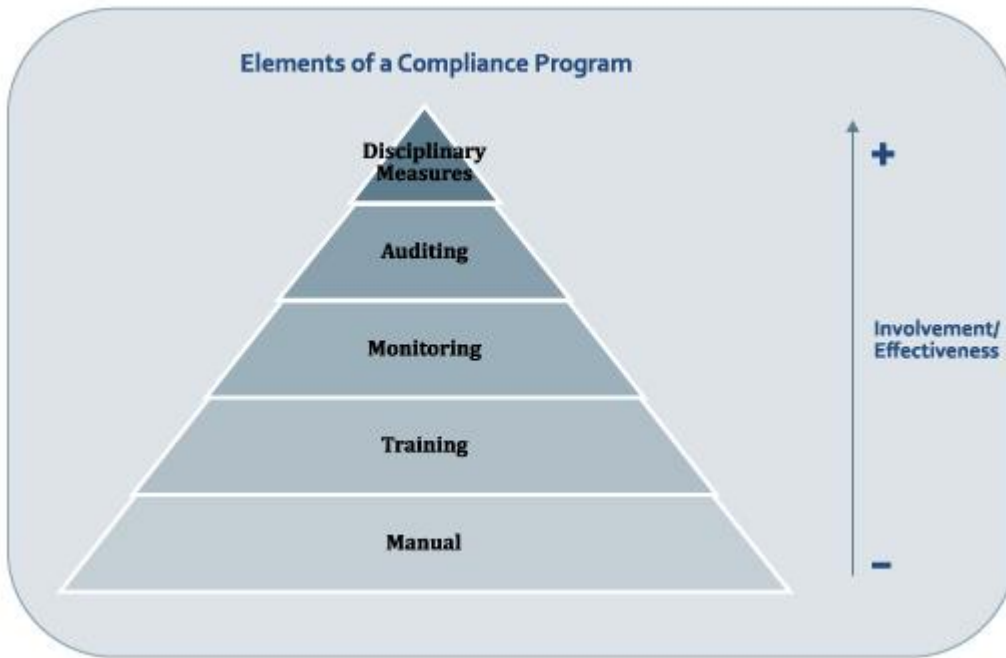 Elements of a Compliance Program
Disciplinary
Measures
+
Auditing
Monitoring
Involvement/
Effectiveness
Training
Manual
-